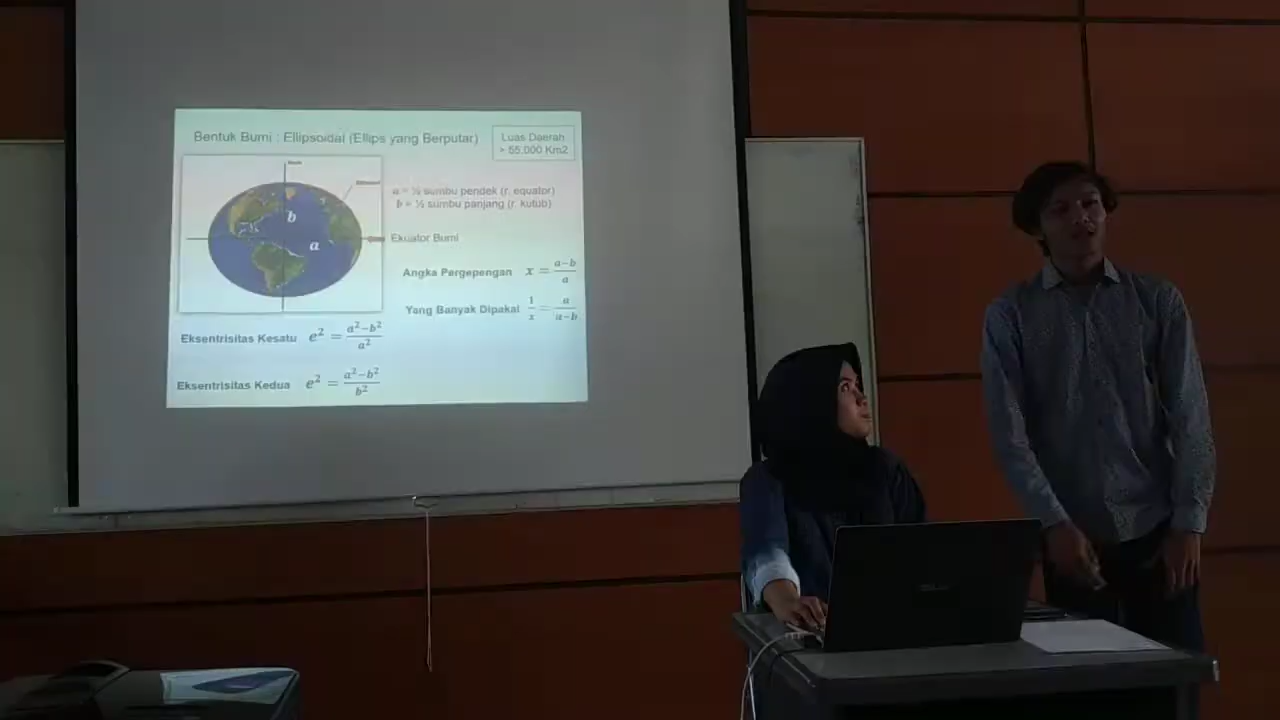 Bentuk Bumi : Ellipsoidal (Ellips yang Berputar)
Luas Daerah
> 55.000 Km2
b
a
a = ½ sumbu pendek (r. equator)
b = ½ sumbu panjang (r. kutub)
Ekuator Bumi
Angka Pergepengan x = a−b/a
Yang Banyak Dipakai 1/x = a/a−b
Eksentrisitas Kesatu e² = a²−b²/a²
Eksentrisitas Kedua e² = a²−b²/b²